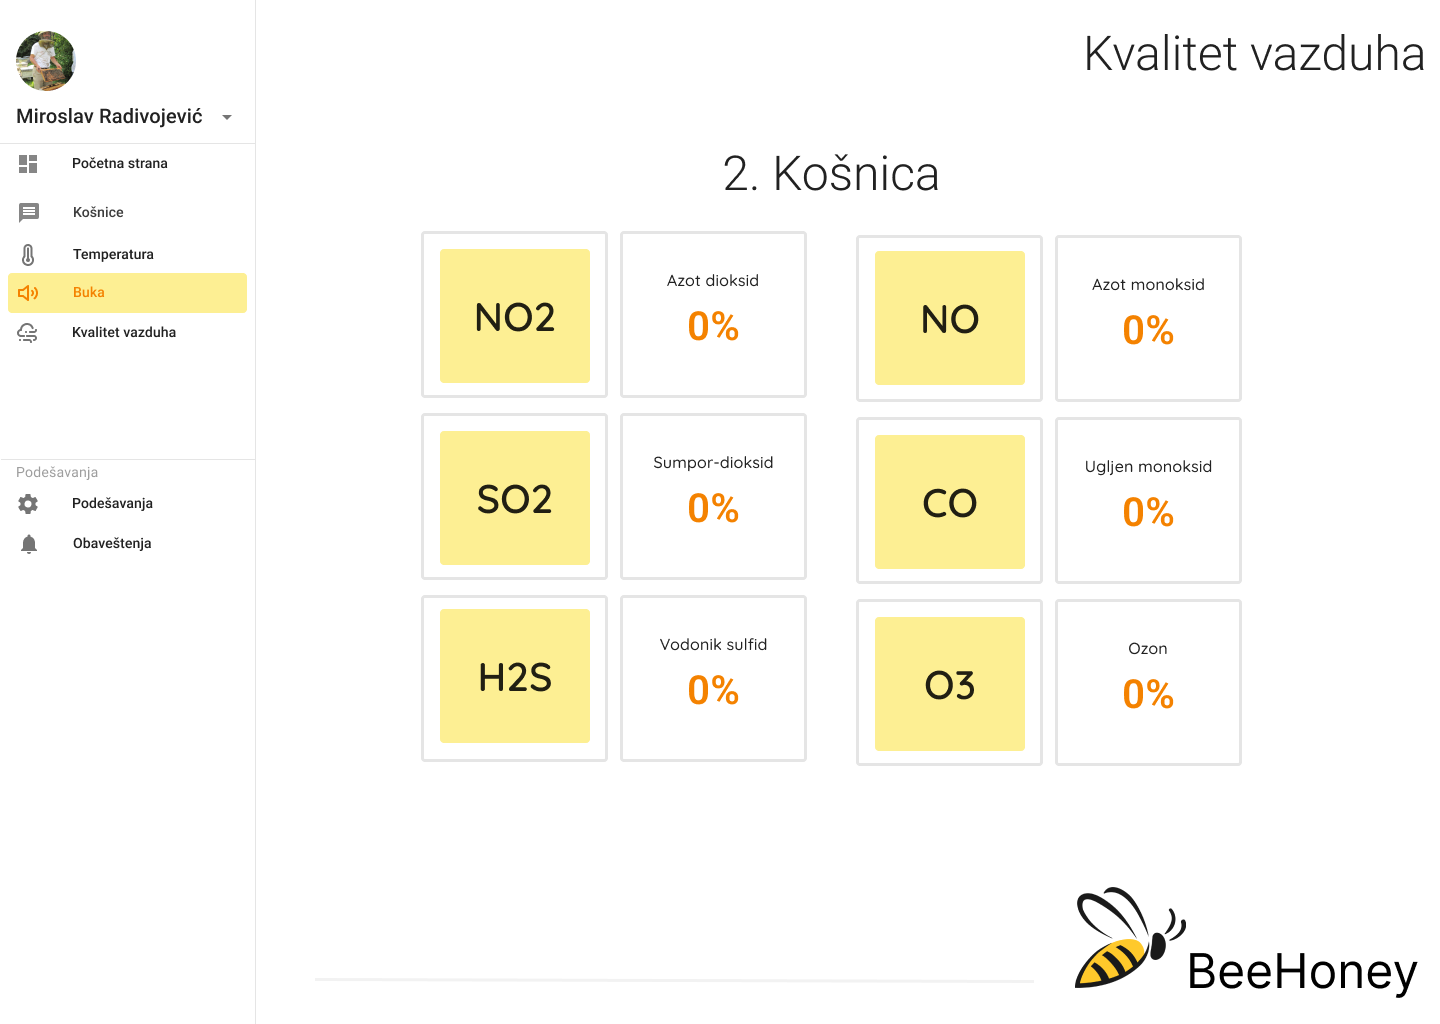 Miroslav Radivojević
Početna strana
Košnice
Temperatura
Buka
Kvalitet vazduha
Podešavanja
Podešavanja
Obaveštenja
Kvalitet vazduha
2. Košnica
NO2
Azot dioksid
0%
NO
Azot monoksid
0%
SO2
Sumpor-dioksid
0%
CO
Ugljen monoksid
0%
H2S
Vodonik sulfid
0%
O3
Ozon
0%
BeeHoney